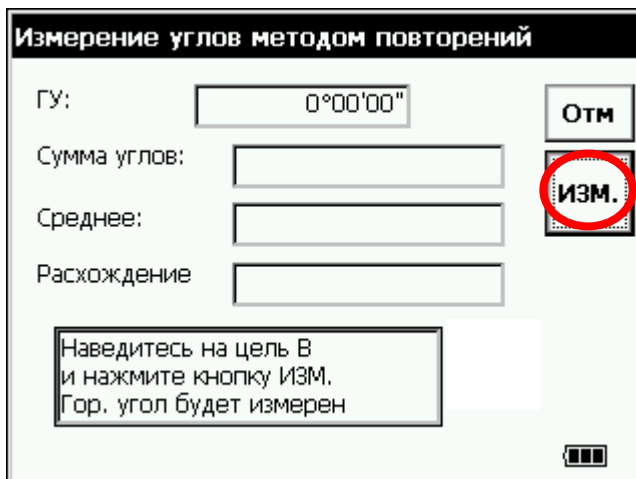 Измерение углов методом повторений
ГУ: 0°00'00"
Отм
Сумма углов:
ИЗМ.
Среднее:
Расхождение
Наведитесь на цель В
и нажмите кнопку ИЗМ.
Гор. угол будет измерен